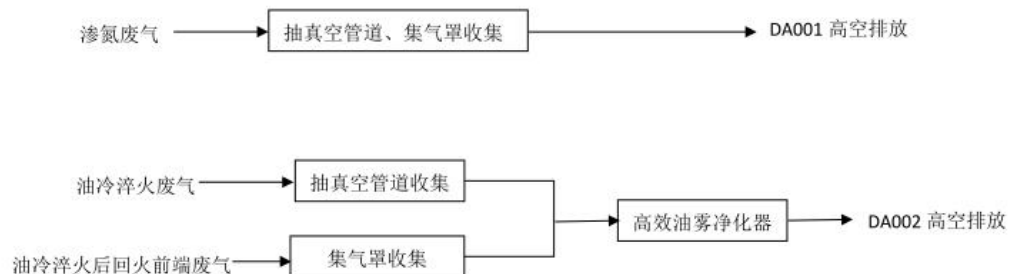 渗氮废气
抽真空管道、集气罩收集
DA001 高空排放
油冷淬火废气
抽真空管道收集
高效油雾净化器
DA002 高空排放
油冷淬火后回火前端废气
集气罩收集